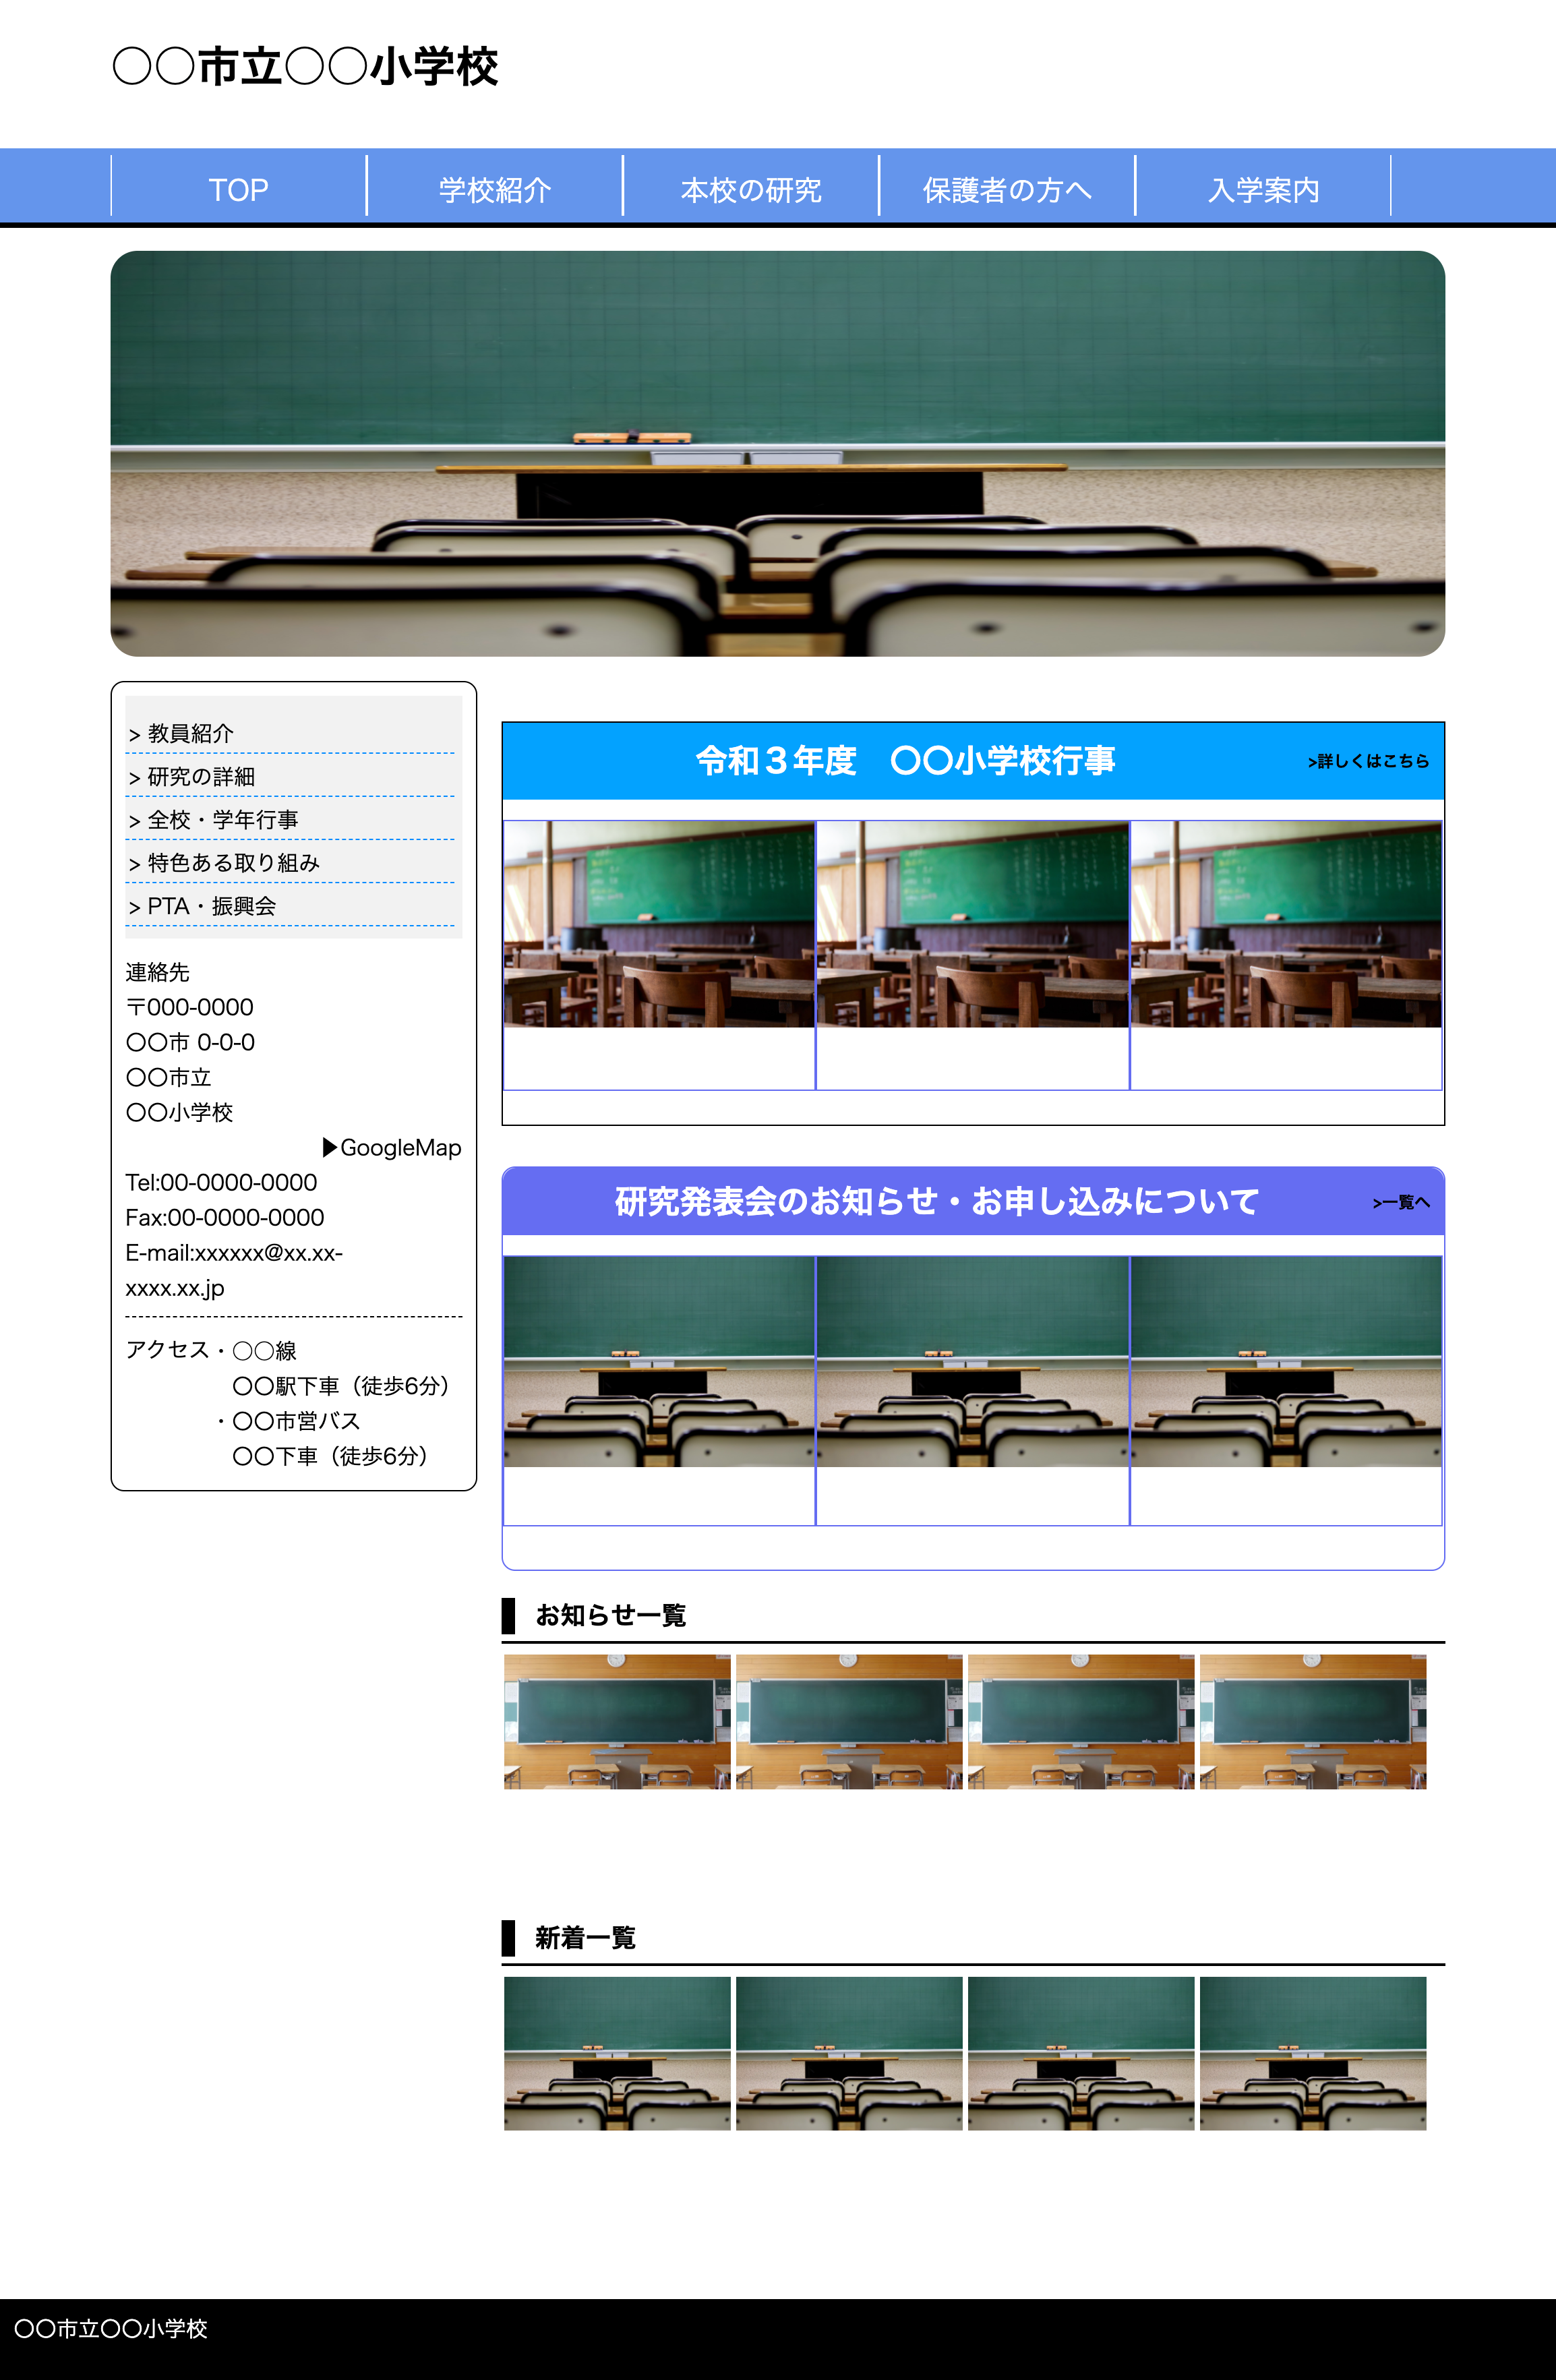 ○○市立○○小学校
TOP
学校紹介
本校の研究
保護者の方へ
入学案内
> 教員紹介
> 研究の詳細
> 全校・学年行事
> 特色ある取り組み
> PTA・振興会
連絡先
〒000-0000
〇〇市 0-0-0
〇〇市立
〇〇小学校
▶GoogleMap
Tel:00-0000-0000
Fax:00-0000-0000
E-mail:xxxxxx@xx.xx-
xxxx.xx.jp
アクセス・○○線
〇〇駅下車（徒歩6分）
・〇〇市営バス
〇〇下車（徒歩6分）
令和３年度　〇〇小学校行事
>詳しくはこちら
研究発表会のお知らせ・お申し込みについて
>一覧へ
お知らせ一覧
新着一覧
〇〇市立〇〇小学校